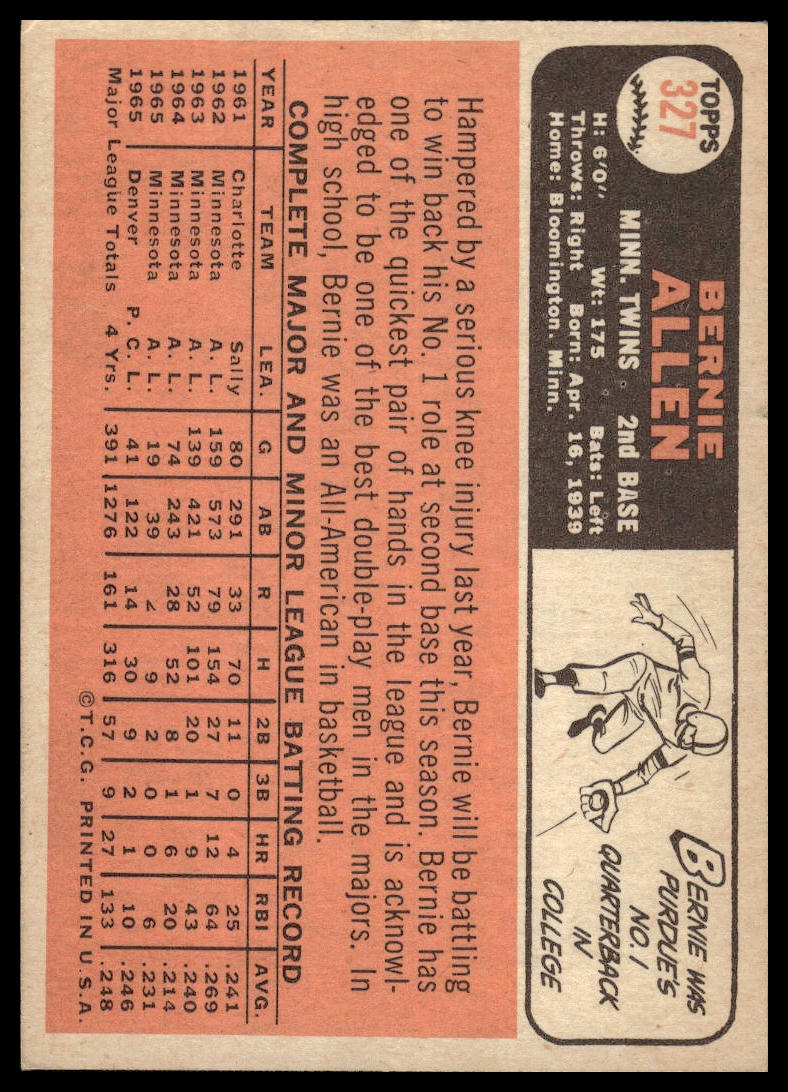 TOPPS
327
BERNIE
ALLEN
MINN. TWINS • 2nd BASE
H: 6'0" Wt: 175 Bats: Left
Throws: Right Born: Apr. 16, 1939
Home: Bloomington, Minn.
BERNIE WAS
PURDUE'S
NO. 1
QUARTERBACK
IN
COLLEGE
Hampered by a serious knee injury last year, Bernie will be battling
to win back his No. 1 role at second base this season. Bernie has
one of the quickest pair of hands in the league and is acknowl-
edged to be one of the best double-play men in the majors. In
high school, Bernie was an All-American in basketball.
COMPLETE MAJOR AND MINOR LEAGUE BATTING RECORD
YEAR TEAM LEA. G AB R H 2B 3B HR RBI AVG.
1961 Charlotte Sally 80 291 33 70 11 0 4 25 .241
1962 Minnesota A. L. 159 573 79 154 27 7 12 64 .269
1963 Minnesota A. L. 139 421 52 101 20 1 9 43 .240
1964 Minnesota A. L. 74 243 28 52 8 1 6 20 .214
1965 Minnesota A. L. 19 39 2 9 2 0 0 6 .231
1965 Denver P. C. L. 41 122 14 30 9 2 1 10 .246
Major League Totals 4 Yrs. 391 1276 161 316 57 9 27 133 .248
©T.C.G. PRINTED IN U.S.A.